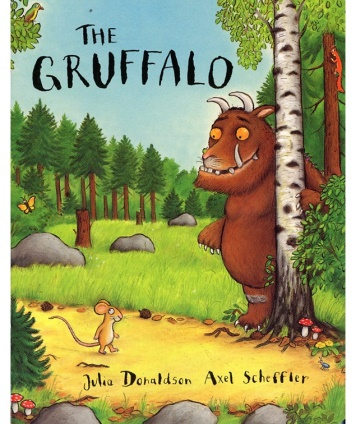 THE
GRUFFALO
Julia Donaldson Axel Scheffler